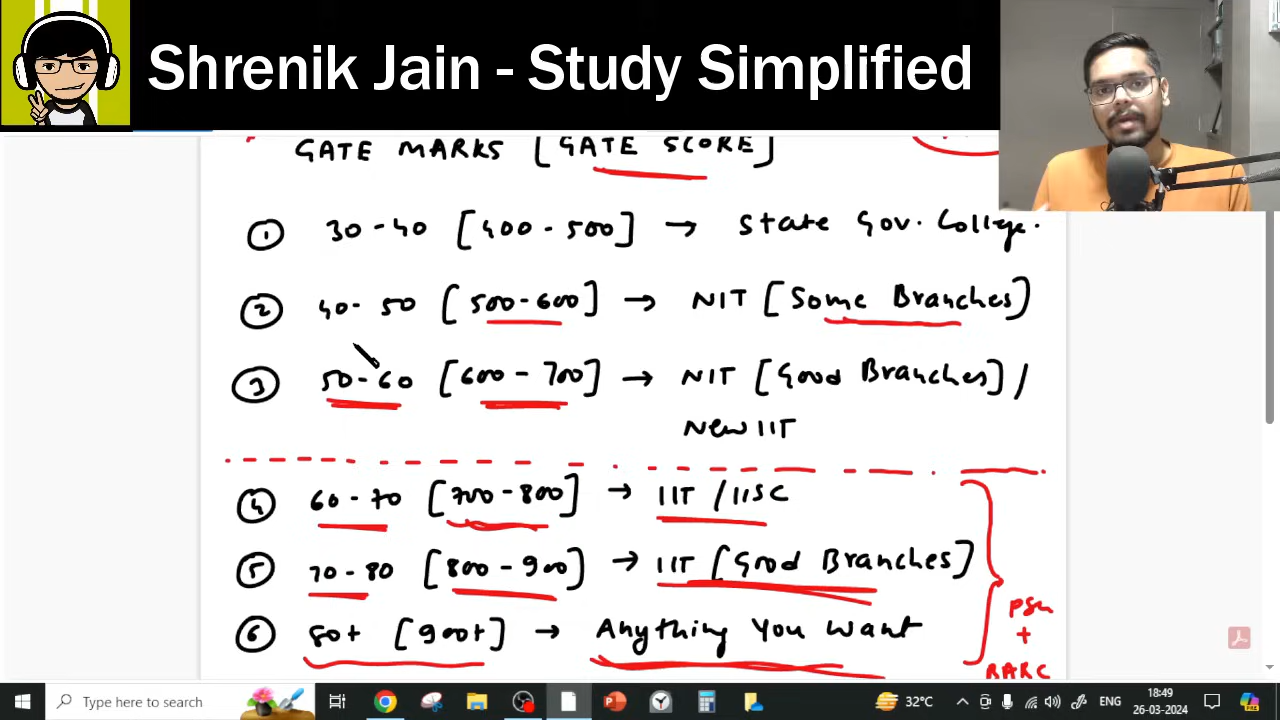 Shrenik Jain - Study Simplified
GATE MARKS [GATE SCORE]
① 30-40 [400-500] → State Gov. College.
② 40-50 [500-600] → NIT [Some Branches]
③ 50-60 [600-700] → NIT [Good Branches] /
New IIT
④ 60-70 [700-800] → IIT / IISC
⑤ 70-80 [800-900] → IIT [Good Branches]
⑥ 80+ [900+] → Anything You Want
PSU
+
BARC
Type here to search
32°C
ENG
18:49
26-03-2024